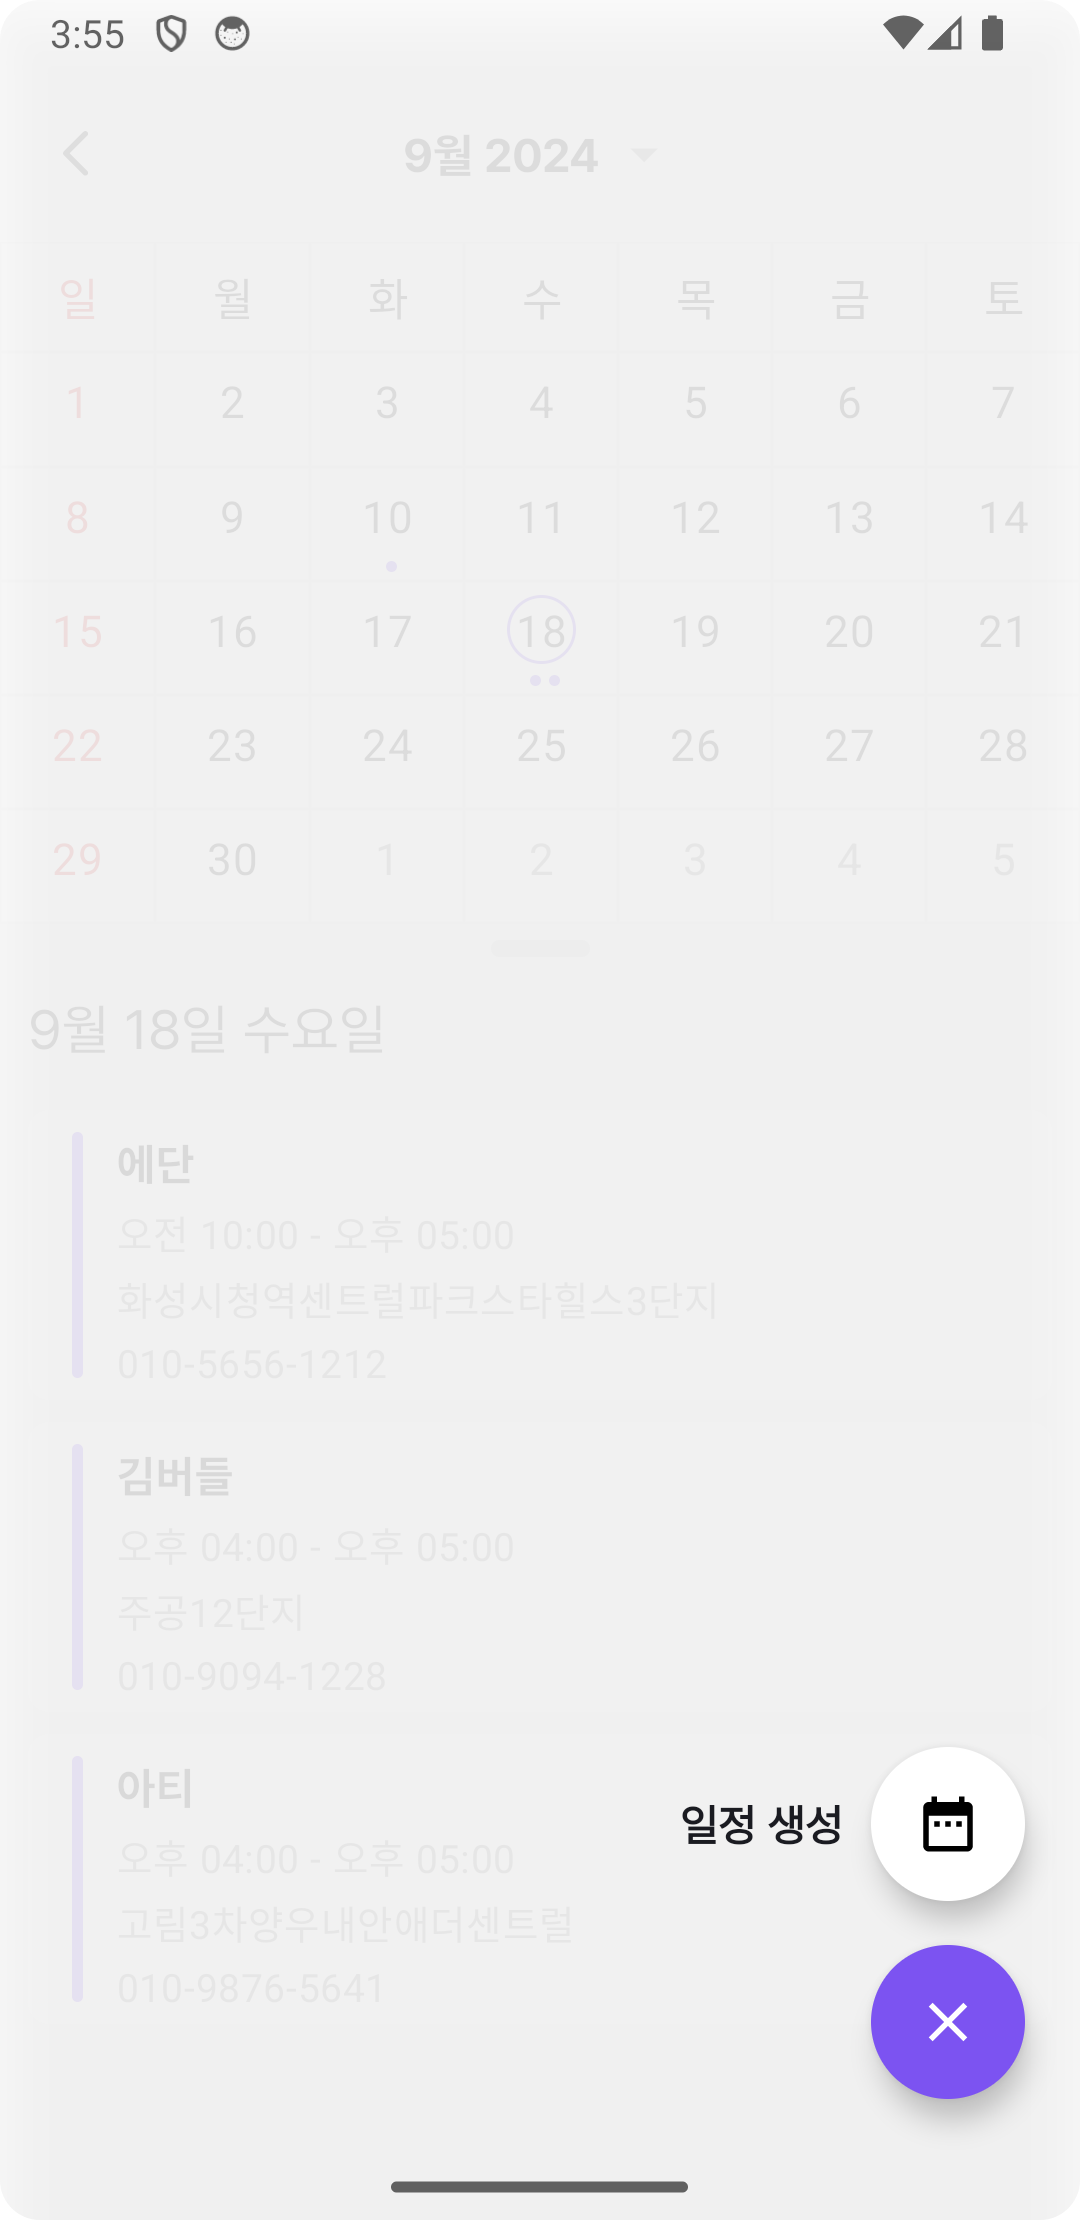 3:55
9월 2024
일 월 화 수 목 금 토
1 2 3 4 5 6 7
8 9 10 11 12 13 14
15 16 17 18 19 20 21
22 23 24 25 26 27 28
29 30 1 2 3 4 5
9월 18일 수요일
에단
오전 10:00 - 오후 05:00
화성시청역센트럴파크스타힐스3단지
010-5656-1212
김버들
오후 04:00 - 오후 05:00
주공12단지
010-9094-1228
아티
일정 생성
오후 04:00 - 오후 05:00
고림3차양우내안애더센트럴
010-9876-5641